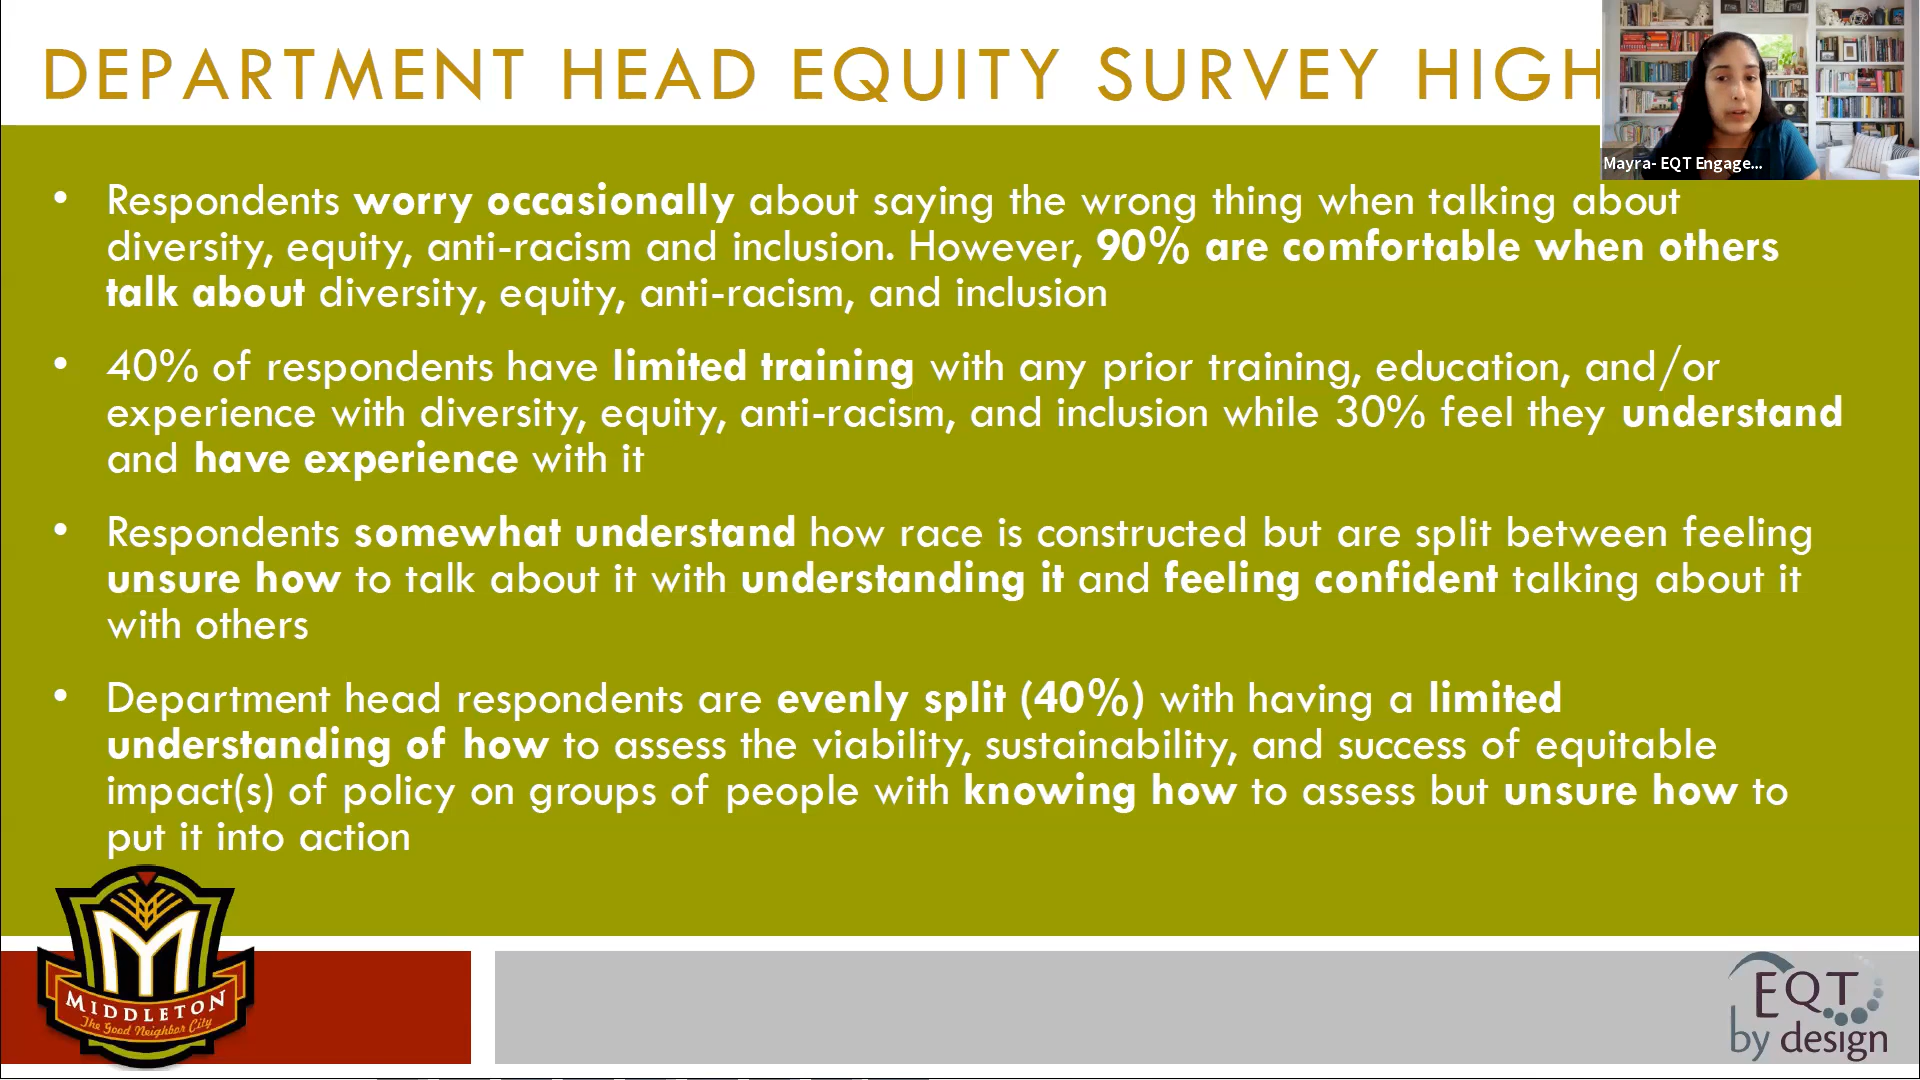 DEPARTMENT HEAD EQUITY SURVEY HIGH
Mayra- EQT Engage...
• Respondents worry occasionally about saying the wrong thing when talking about
diversity, equity, anti-racism and inclusion. However, 90% are comfortable when others
talk about diversity, equity, anti-racism, and inclusion
• 40% of respondents have limited training with any prior training, education, and/or
experience with diversity, equity, anti-racism, and inclusion while 30% feel they understand
and have experience with it
• Respondents somewhat understand how race is constructed but are split between feeling
unsure how to talk about it with understanding it and feeling confident talking about it
with others
• Department head respondents are evenly split (40%) with having a limited
understanding of how to assess the viability, sustainability, and success of equitable
impact(s) of policy on groups of people with knowing how to assess but unsure how to
put it into action
M
MIDDLETON
The Good Neighbor City
EQT
by design